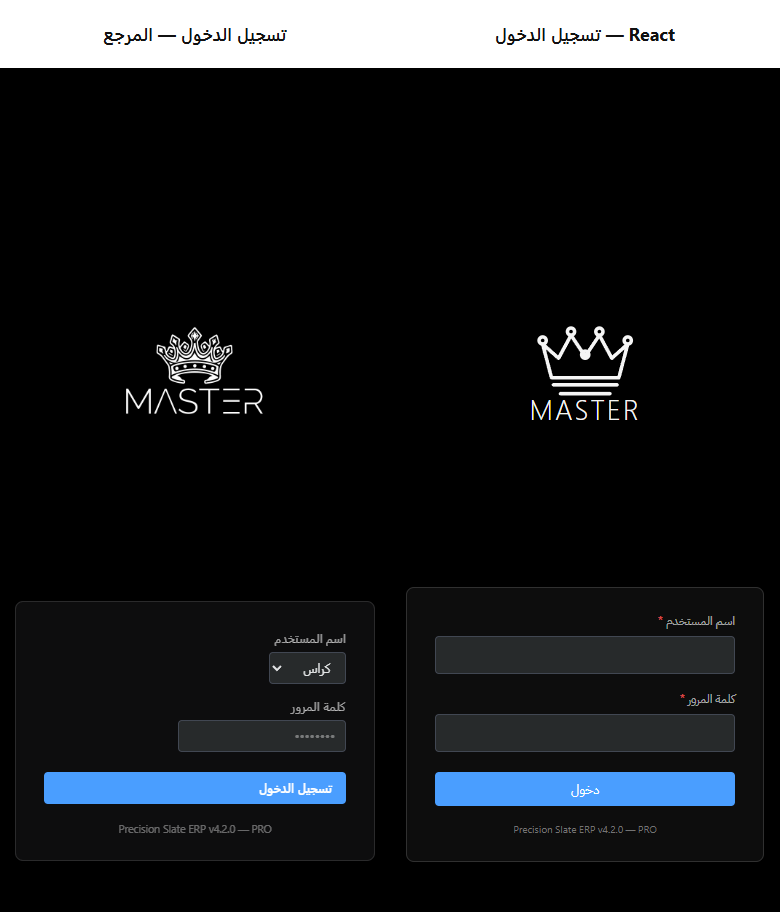 React — تسجيل الدخول
تسجيل الدخول — المرجع
MASTER
اسم المستخدم *
كلمة المرور *
دخول
Precision Slate ERP v4.2.0 — PRO
MASTER
اسم المستخدم
كراس
كلمة المرور
••••••••
تسجيل الدخول
Precision Slate ERP v4.2.0 — PRO